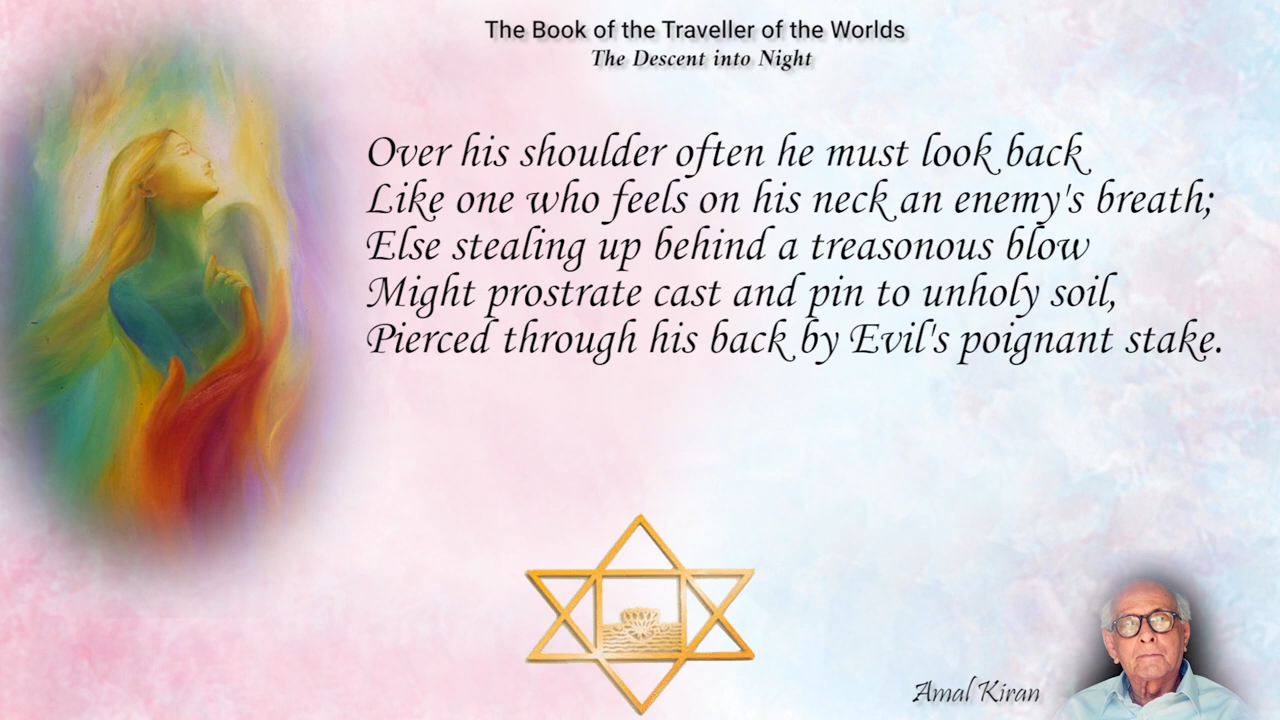 The Book of the Traveller of the Worlds
The Descent into Night
Over his shoulder often he must look back
Like one who feels on his neck an enemy's breath;
Else stealing up behind a treasonous blow
Might prostrate cast and pin to unholy soil,
Pierced through his back by Evil's poignant stake.
Amal Kiran